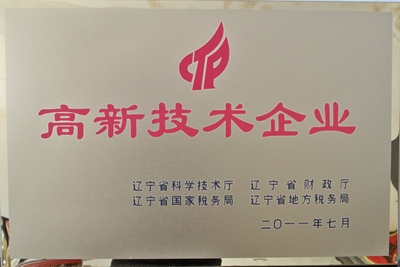 CTP
高新技术企业
辽宁省科学技术厅 辽宁省财政厅
辽宁省国家税务局 辽宁省地方税务局
二〇一一年七月